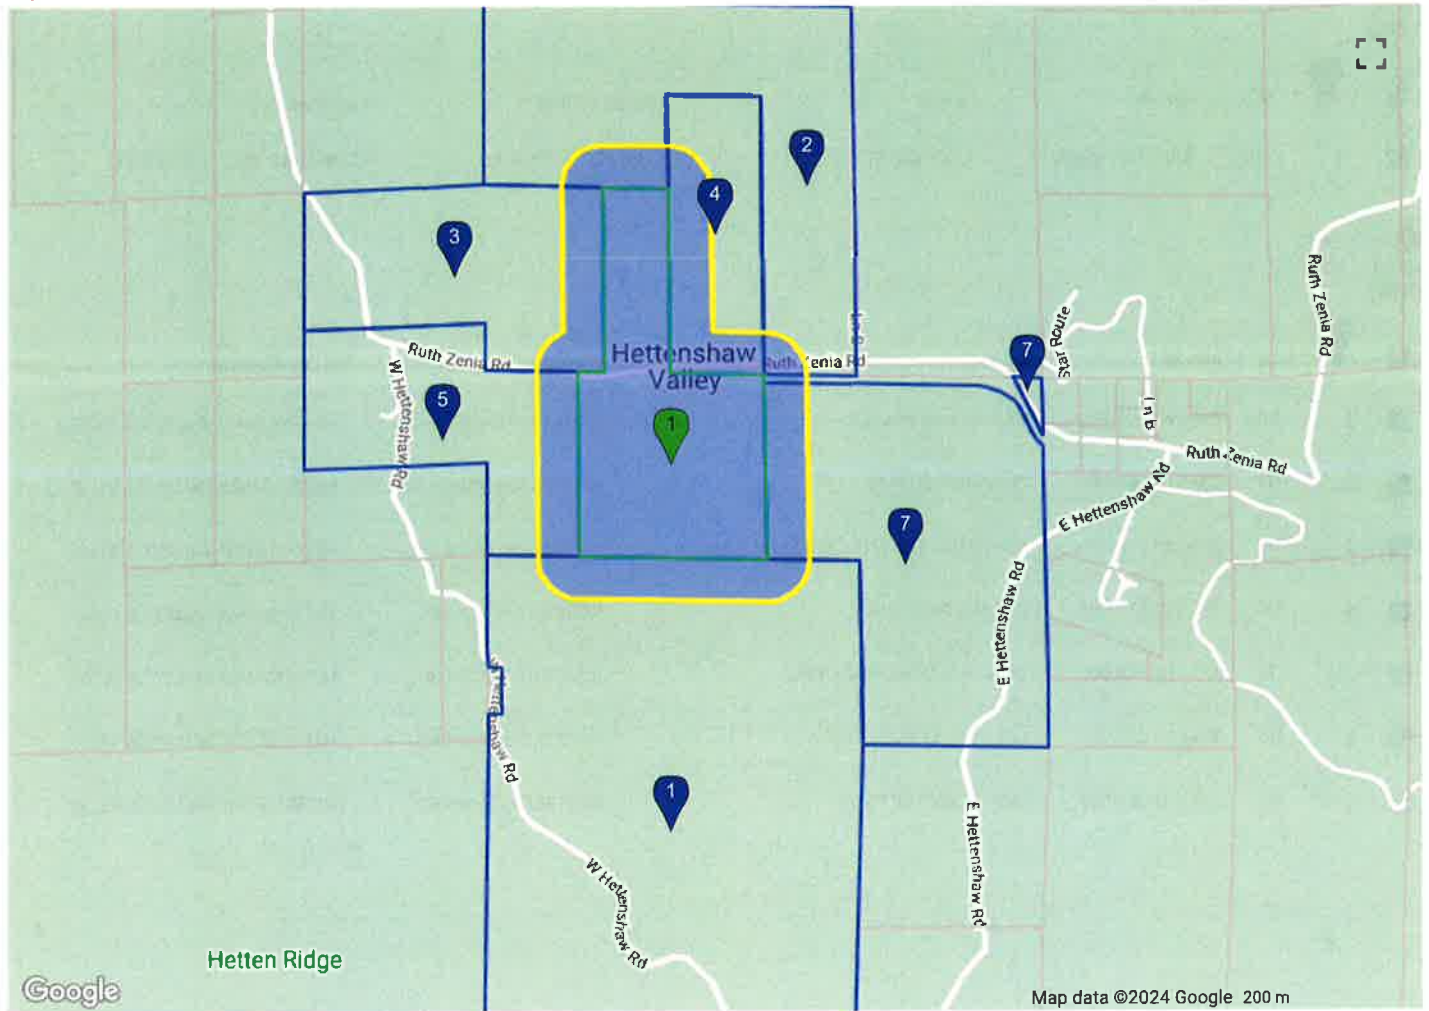 2
4
3
Ruth Zenia Rd
Star Route
7
Hettenshaw
Valley
Ruth Zenia Rd
Ruth Zenia Rd
W Hettenshaw Rd
5
1
Ruth Zenia Rd
E Hettenshaw Rd
7
E Hettenshaw Rd
W Hettenshaw Rd
1
E Hettenshaw Rd
W Hettenshaw Rd
Hetten Ridge
Google
Map data ©2024 Google 200 m